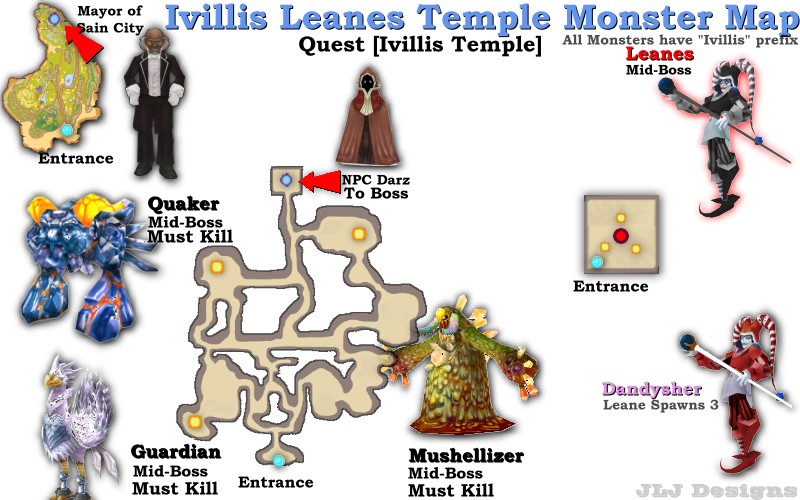 Ivillis Leanes Temple Monster Map
Quest [Ivillis Temple]
All Monsters have "Ivillis" prefix
Mayor of
Sain City
Entrance
Leanes
Mid-Boss
NPC Darz
To Boss
Quaker
Mid-Boss
Must Kill
Entrance
Dandysher
Leane Spawns 3
Guardian
Mid-Boss
Must Kill
Entrance
Mushellizer
Mid-Boss
Must Kill
JLJ Designs